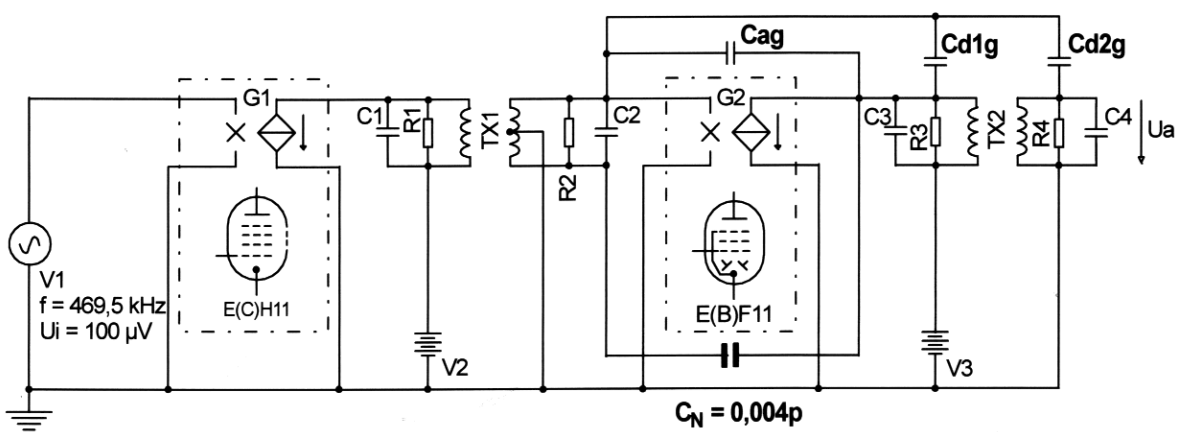 Cag
Cd1g
Cd2g
G1
C1
R1
TX1
R2
C2
G2
C3
R3
TX2
R4
C4
Ua
V1
f = 469,5 kHz
Ui = 100 µV
E(C)H11
V2
E(B)F11
V3
CN = 0,004p